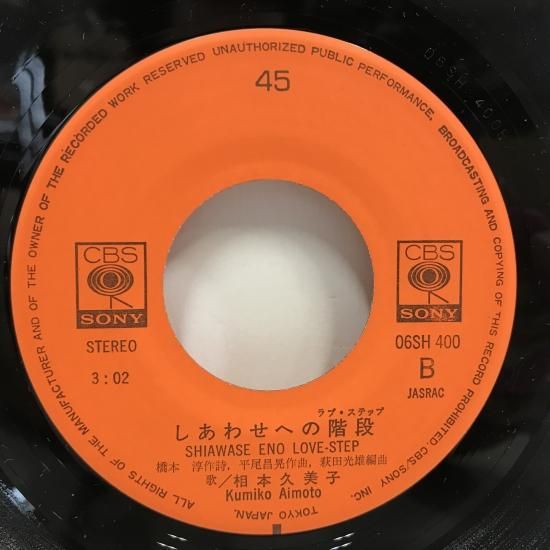 ALL RIGHTS OF THE MANUFACTURER AND OF THE OWNER OF THE RECORDED WORK RESERVED UNAUTHORIZED PUBLIC PERFORMANCE, BROADCASTING AND COPYING OF THIS RECORD PROHIBITED. CBS/SONY INC.
TOKYO JAPAN.
45
CBS
SONY
CBS
SONY
STEREO
3:02
06SH 400
B
JASRAC
ラブ・ステップ
しあわせへの階段
SHIAWASE ENO LOVE-STEP
橋本 淳作詩, 平尾昌晃作曲, 萩田光雄編曲
歌/相本久美子
Kumiko Aimoto